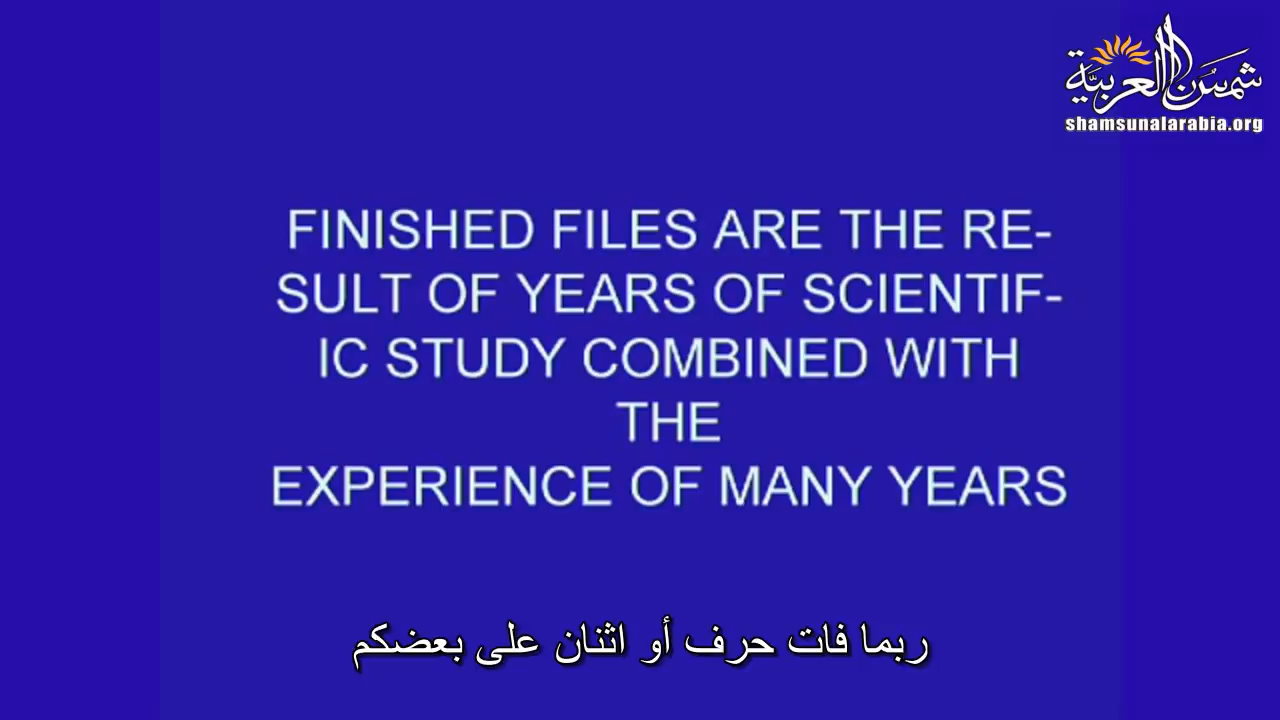 شمس العربية
shamsunalarabia.org
FINISHED FILES ARE THE RE-
SULT OF YEARS OF SCIENTIF-
IC STUDY COMBINED WITH
THE
EXPERIENCE OF MANY YEARS
ربما فات حرف أو اثنان على بعضكم